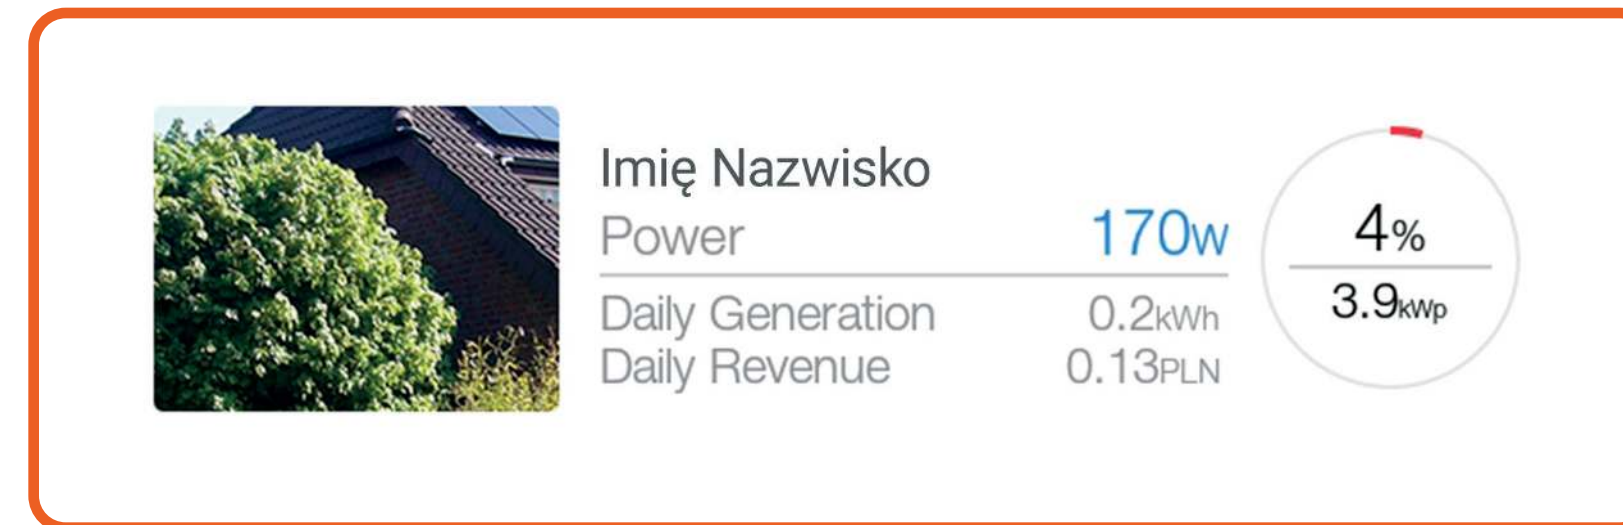 Imię Nazwisko
Power 170W
Daily Generation 0.2kWh
Daily Revenue 0.13PLN
4%
3.9kWp